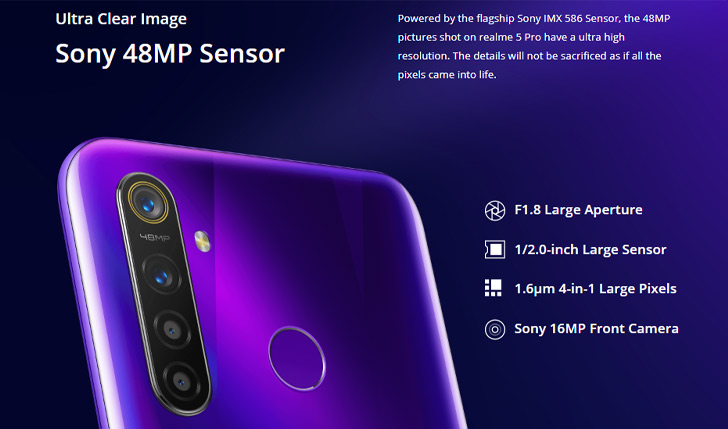 Ultra Clear Image
Sony 48MP Sensor
Powered by the flagship Sony IMX 586 Sensor, the 48MP
pictures shot on realme 5 Pro have a ultra high
resolution. The details will not be sacrificed as if all the
pixels came into life.
48MP
F1.8 Large Aperture
1/2.0-inch Large Sensor
1.6μm 4-in-1 Large Pixels
Sony 16MP Front Camera